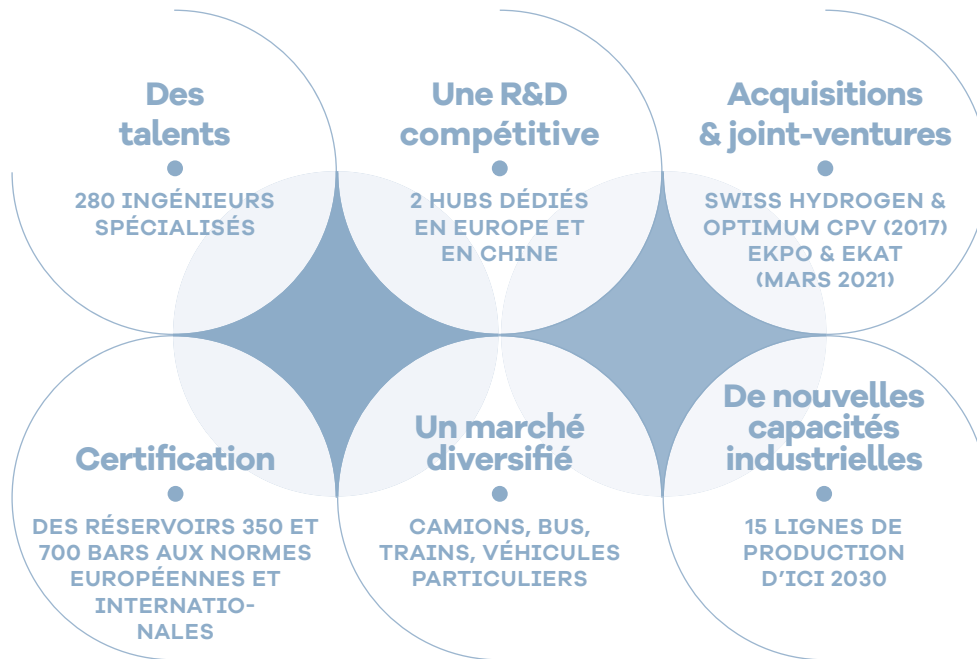 Des
talents
280 INGÉNIEURS
SPÉCIALISÉS
Une R&D
compétitive
2 HUBS DÉDIÉS
EN EUROPE ET
EN CHINE
Acquisitions
& joint-ventures
SWISS HYDROGEN &
OPTIMUM CPV (2017)
EKPO & EKAT
(MARS 2021)
Certification
DES RÉSERVOIRS 350 ET
700 BARS AUX NORMES
EUROPÉENNES ET
INTERNATIO-
NALES
Un marché
diversifié
CAMIONS, BUS,
TRAINS, VÉHICULES
PARTICULIERS
De nouvelles
capacités
industrielles
15 LIGNES DE
PRODUCTION
D'ICI 2030